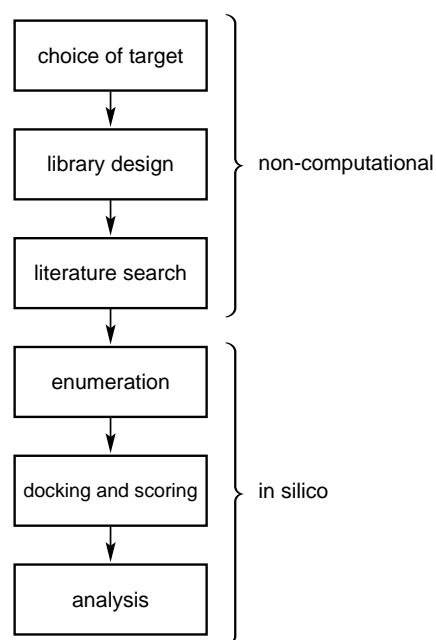 choice of target
library design
non-computational
literature search
enumeration
docking and scoring
in silico
analysis